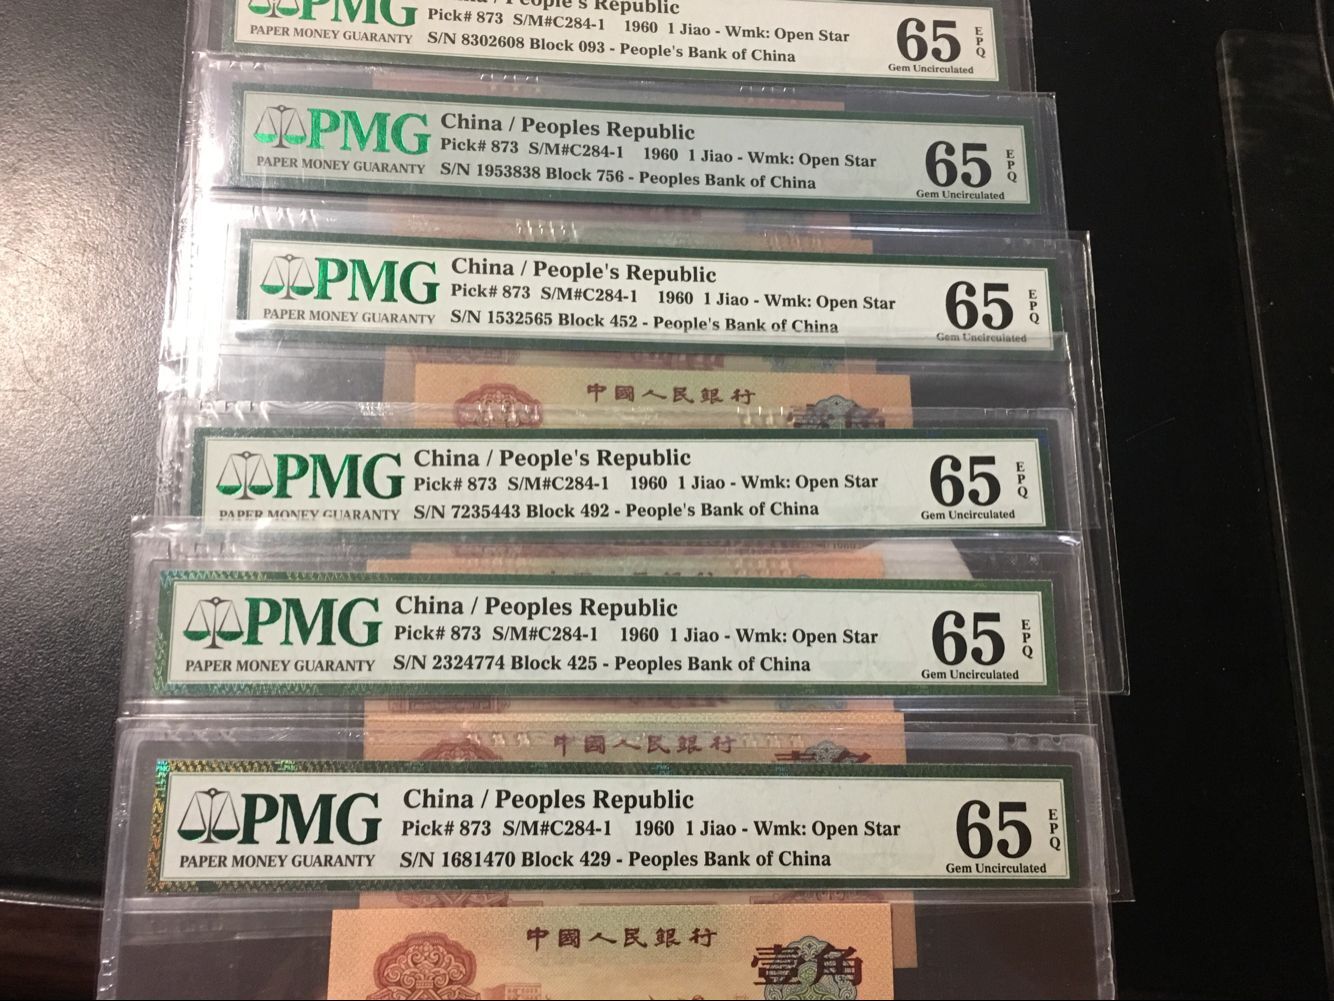 PMG
People's Republic
Pick# 873 S/M#C284-1 1960 1 Jiao - Wmk: Open Star
PAPER MONEY GUARANTY
S/N 8302608 Block 093 - People's Bank of China
65
EPQ
Gem Uncirculated
PMG
China / Peoples Republic
Pick# 873 S/M#C284-1 1960 1 Jiao - Wmk: Open Star
PAPER MONEY GUARANTY
S/N 1953838 Block 756 - Peoples Bank of China
65
EPQ
Gem Uncirculated
PMG
China / People's Republic
Pick# 873 S/M#C284-1 1960 1 Jiao - Wmk: Open Star
PAPER MONEY GUARANTY
S/N 1532565 Block 452 - People's Bank of China
65
EPQ
Gem Uncirculated
中國人民銀行
壹角
PMG
China / People's Republic
Pick# 873 S/M#C284-1 1960 1 Jiao - Wmk: Open Star
PAPER MONEY GUARANTY
S/N 7235443 Block 492 - People's Bank of China
65
EPQ
Gem Uncirculated
PMG
China / Peoples Republic
Pick# 873 S/M#C284-1 1960 1 Jiao - Wmk: Open Star
PAPER MONEY GUARANTY
S/N 2324774 Block 425 - Peoples Bank of China
65
EPQ
Gem Uncirculated
中國人民銀行
壹角
PMG
China / Peoples Republic
Pick# 873 S/M#C284-1 1960 1 Jiao - Wmk: Open Star
PAPER MONEY GUARANTY
S/N 1681470 Block 429 - Peoples Bank of China
65
EPQ
Gem Uncirculated
中國人民銀行
壹角